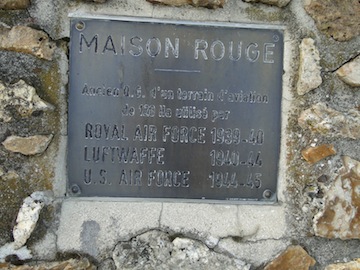 MAISON ROUGE
Ancien Q.G. d'un terrain d'aviation
de 120 Ha utilisé par
ROYAL AIR FORCE 1939-40
LUFTWAFFE 1940-44
U.S. AIR FORCE 1944-45